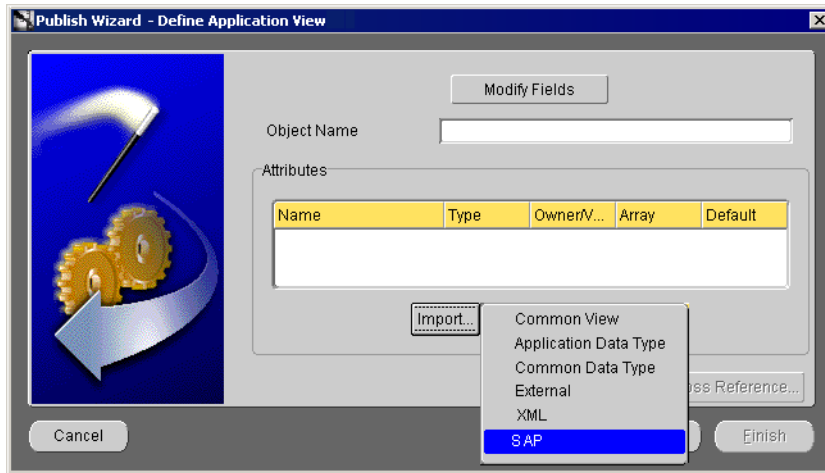 Publish Wizard - Define Application View
Modify Fields
Object Name
Attributes
Name Type Owner/V... Array Default
Import...
Common View
Application Data Type
Common Data Type
External
XML
SAP
Reference...
Cancel
Finish